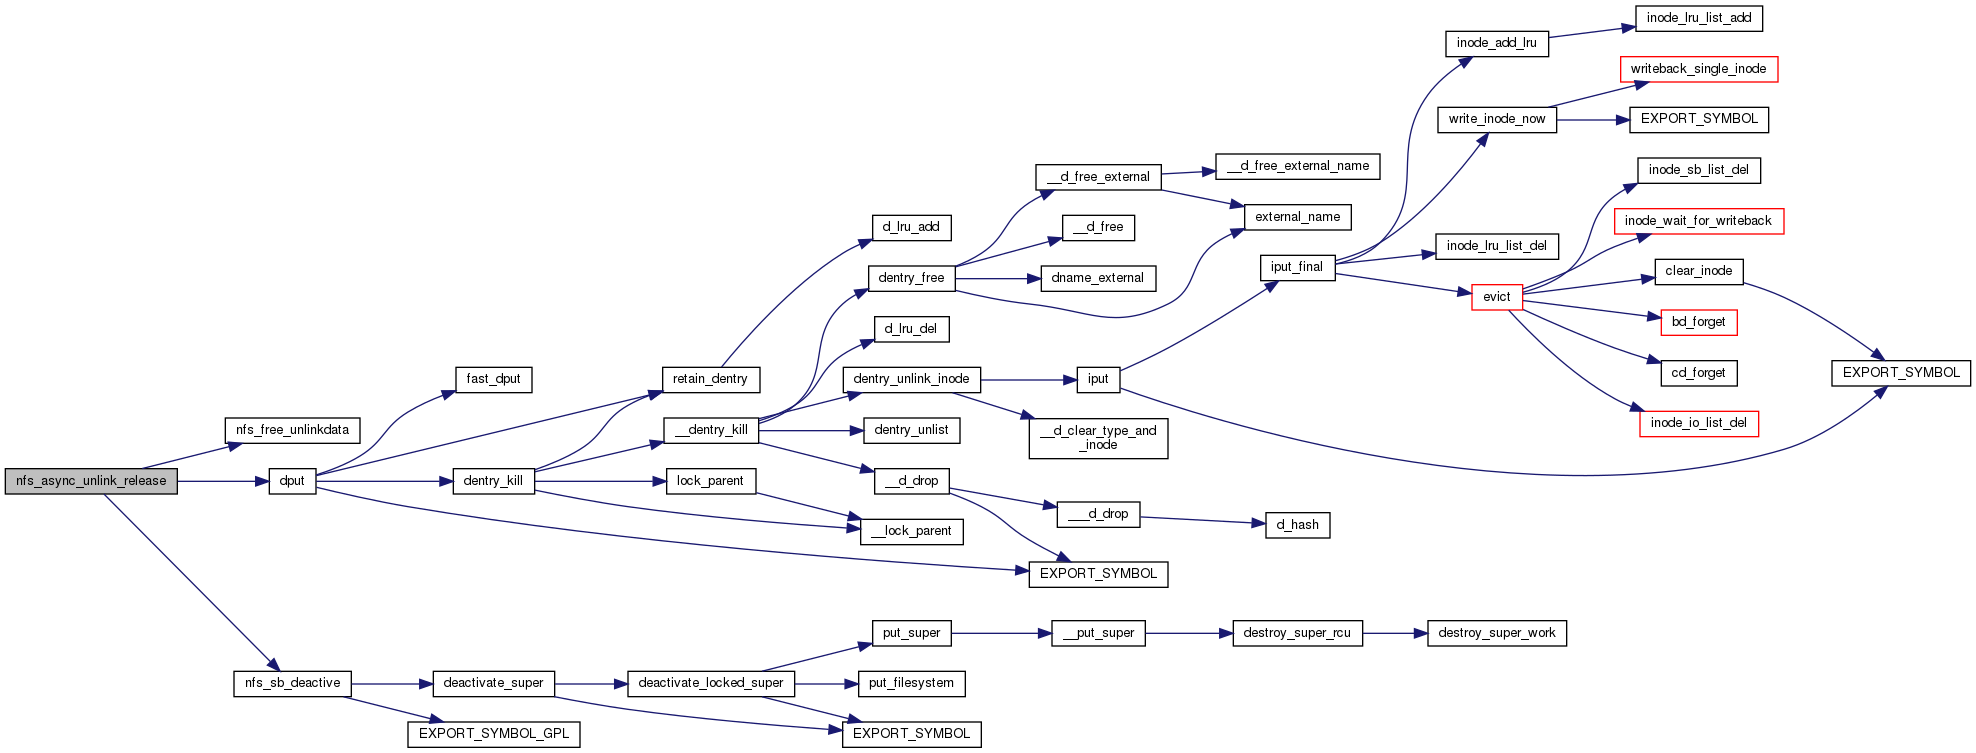 inode_lru_list_add
inode_add_lru
writeback_single_inode
write_inode_now
EXPORT_SYMBOL
__d_free_external_name
inode_sb_list_del
__d_free_external
external_name
inode_wait_for_writeback
d_lru_add
__d_free
inode_lru_list_del
iput_final
clear_inode
dentry_free
dname_external
evict
bd_forget
d_lru_del
fast_dput
retain_dentry
dentry_unlink_inode
iput
cd_forget
EXPORT_SYMBOL
nfs_free_unlinkdata
__dentry_kill
dentry_unlist
__d_clear_type_and
_inode
inode_io_list_del
nfs_async_unlink_release
dput
dentry_kill
lock_parent
__d_drop
___d_drop
d_hash
__lock_parent
EXPORT_SYMBOL
put_super
__put_super
destroy_super_rcu
destroy_super_work
nfs_sb_deactive
deactivate_super
deactivate_locked_super
put_filesystem
EXPORT_SYMBOL_GPL
EXPORT_SYMBOL